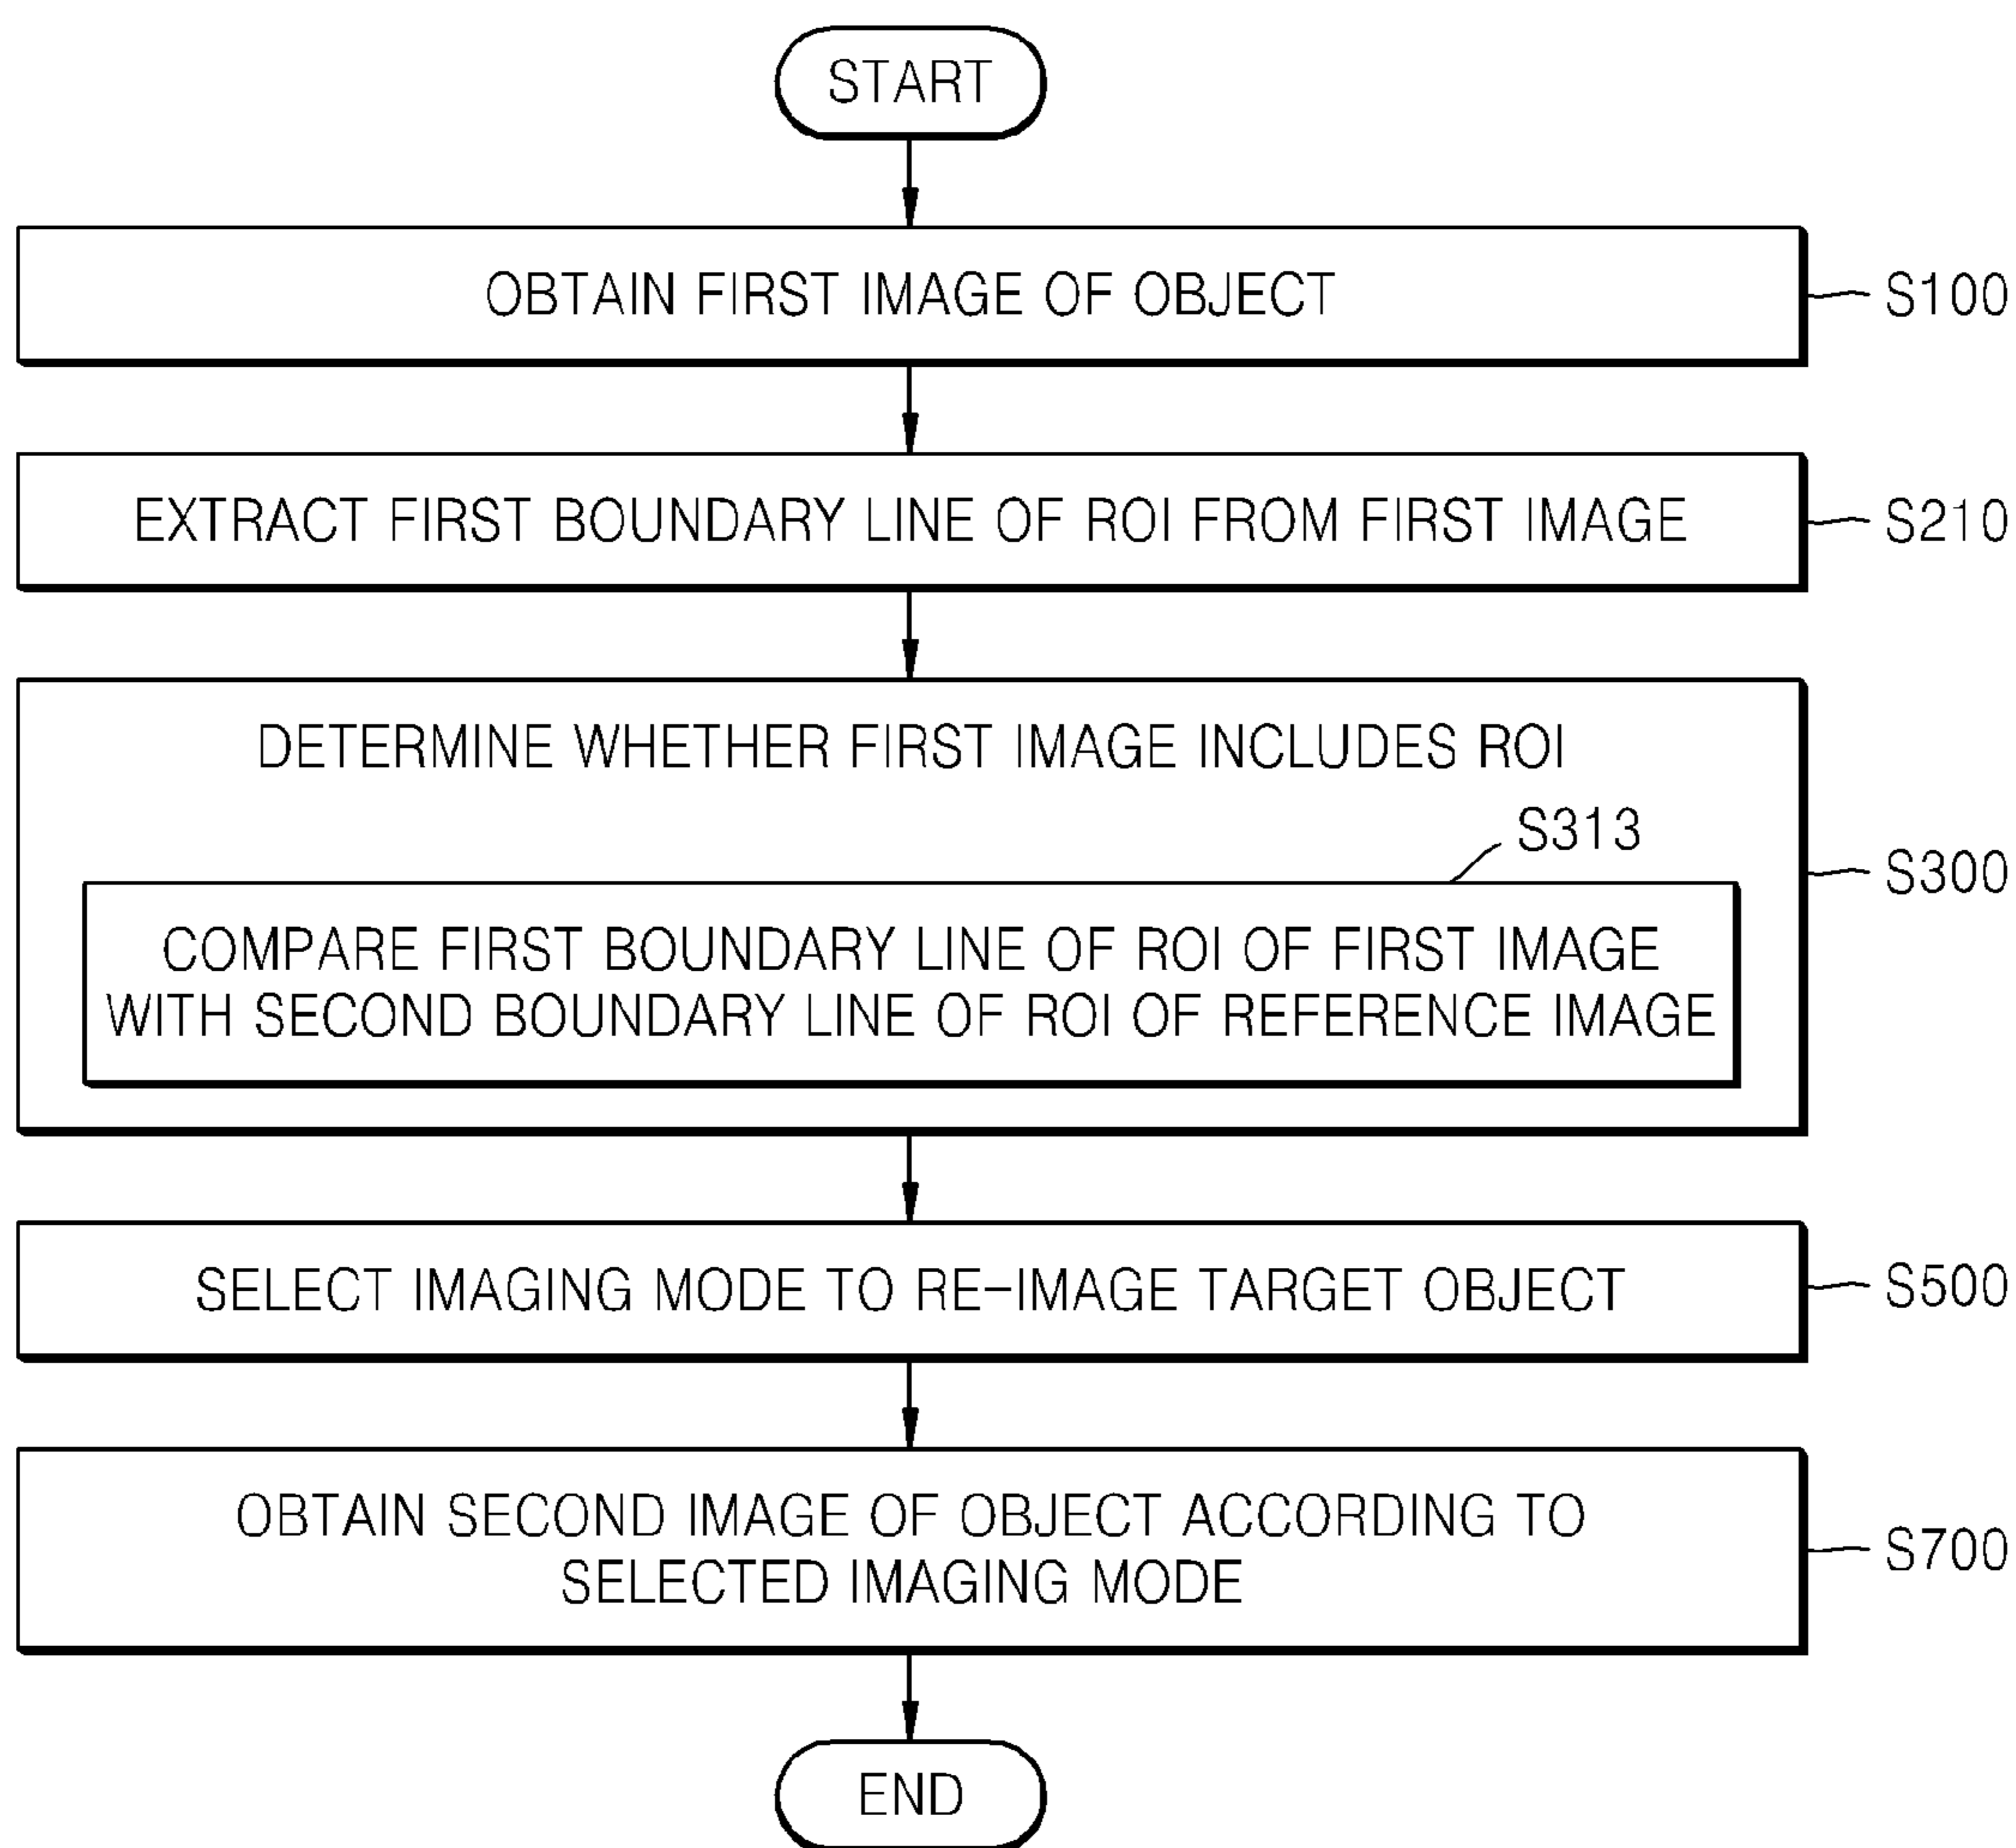 START
OBTAIN FIRST IMAGE OF OBJECT
S100
EXTRACT FIRST BOUNDARY LINE OF ROI FROM FIRST IMAGE
S210
DETERMINE WHETHER FIRST IMAGE INCLUDES ROI
S313
S300
COMPARE FIRST BOUNDARY LINE OF ROI OF FIRST IMAGE
WITH SECOND BOUNDARY LINE OF ROI OF REFERENCE IMAGE
SELECT IMAGING MODE TO RE-IMAGE TARGET OBJECT
S500
OBTAIN SECOND IMAGE OF OBJECT ACCORDING TO
SELECTED IMAGING MODE
S700
END